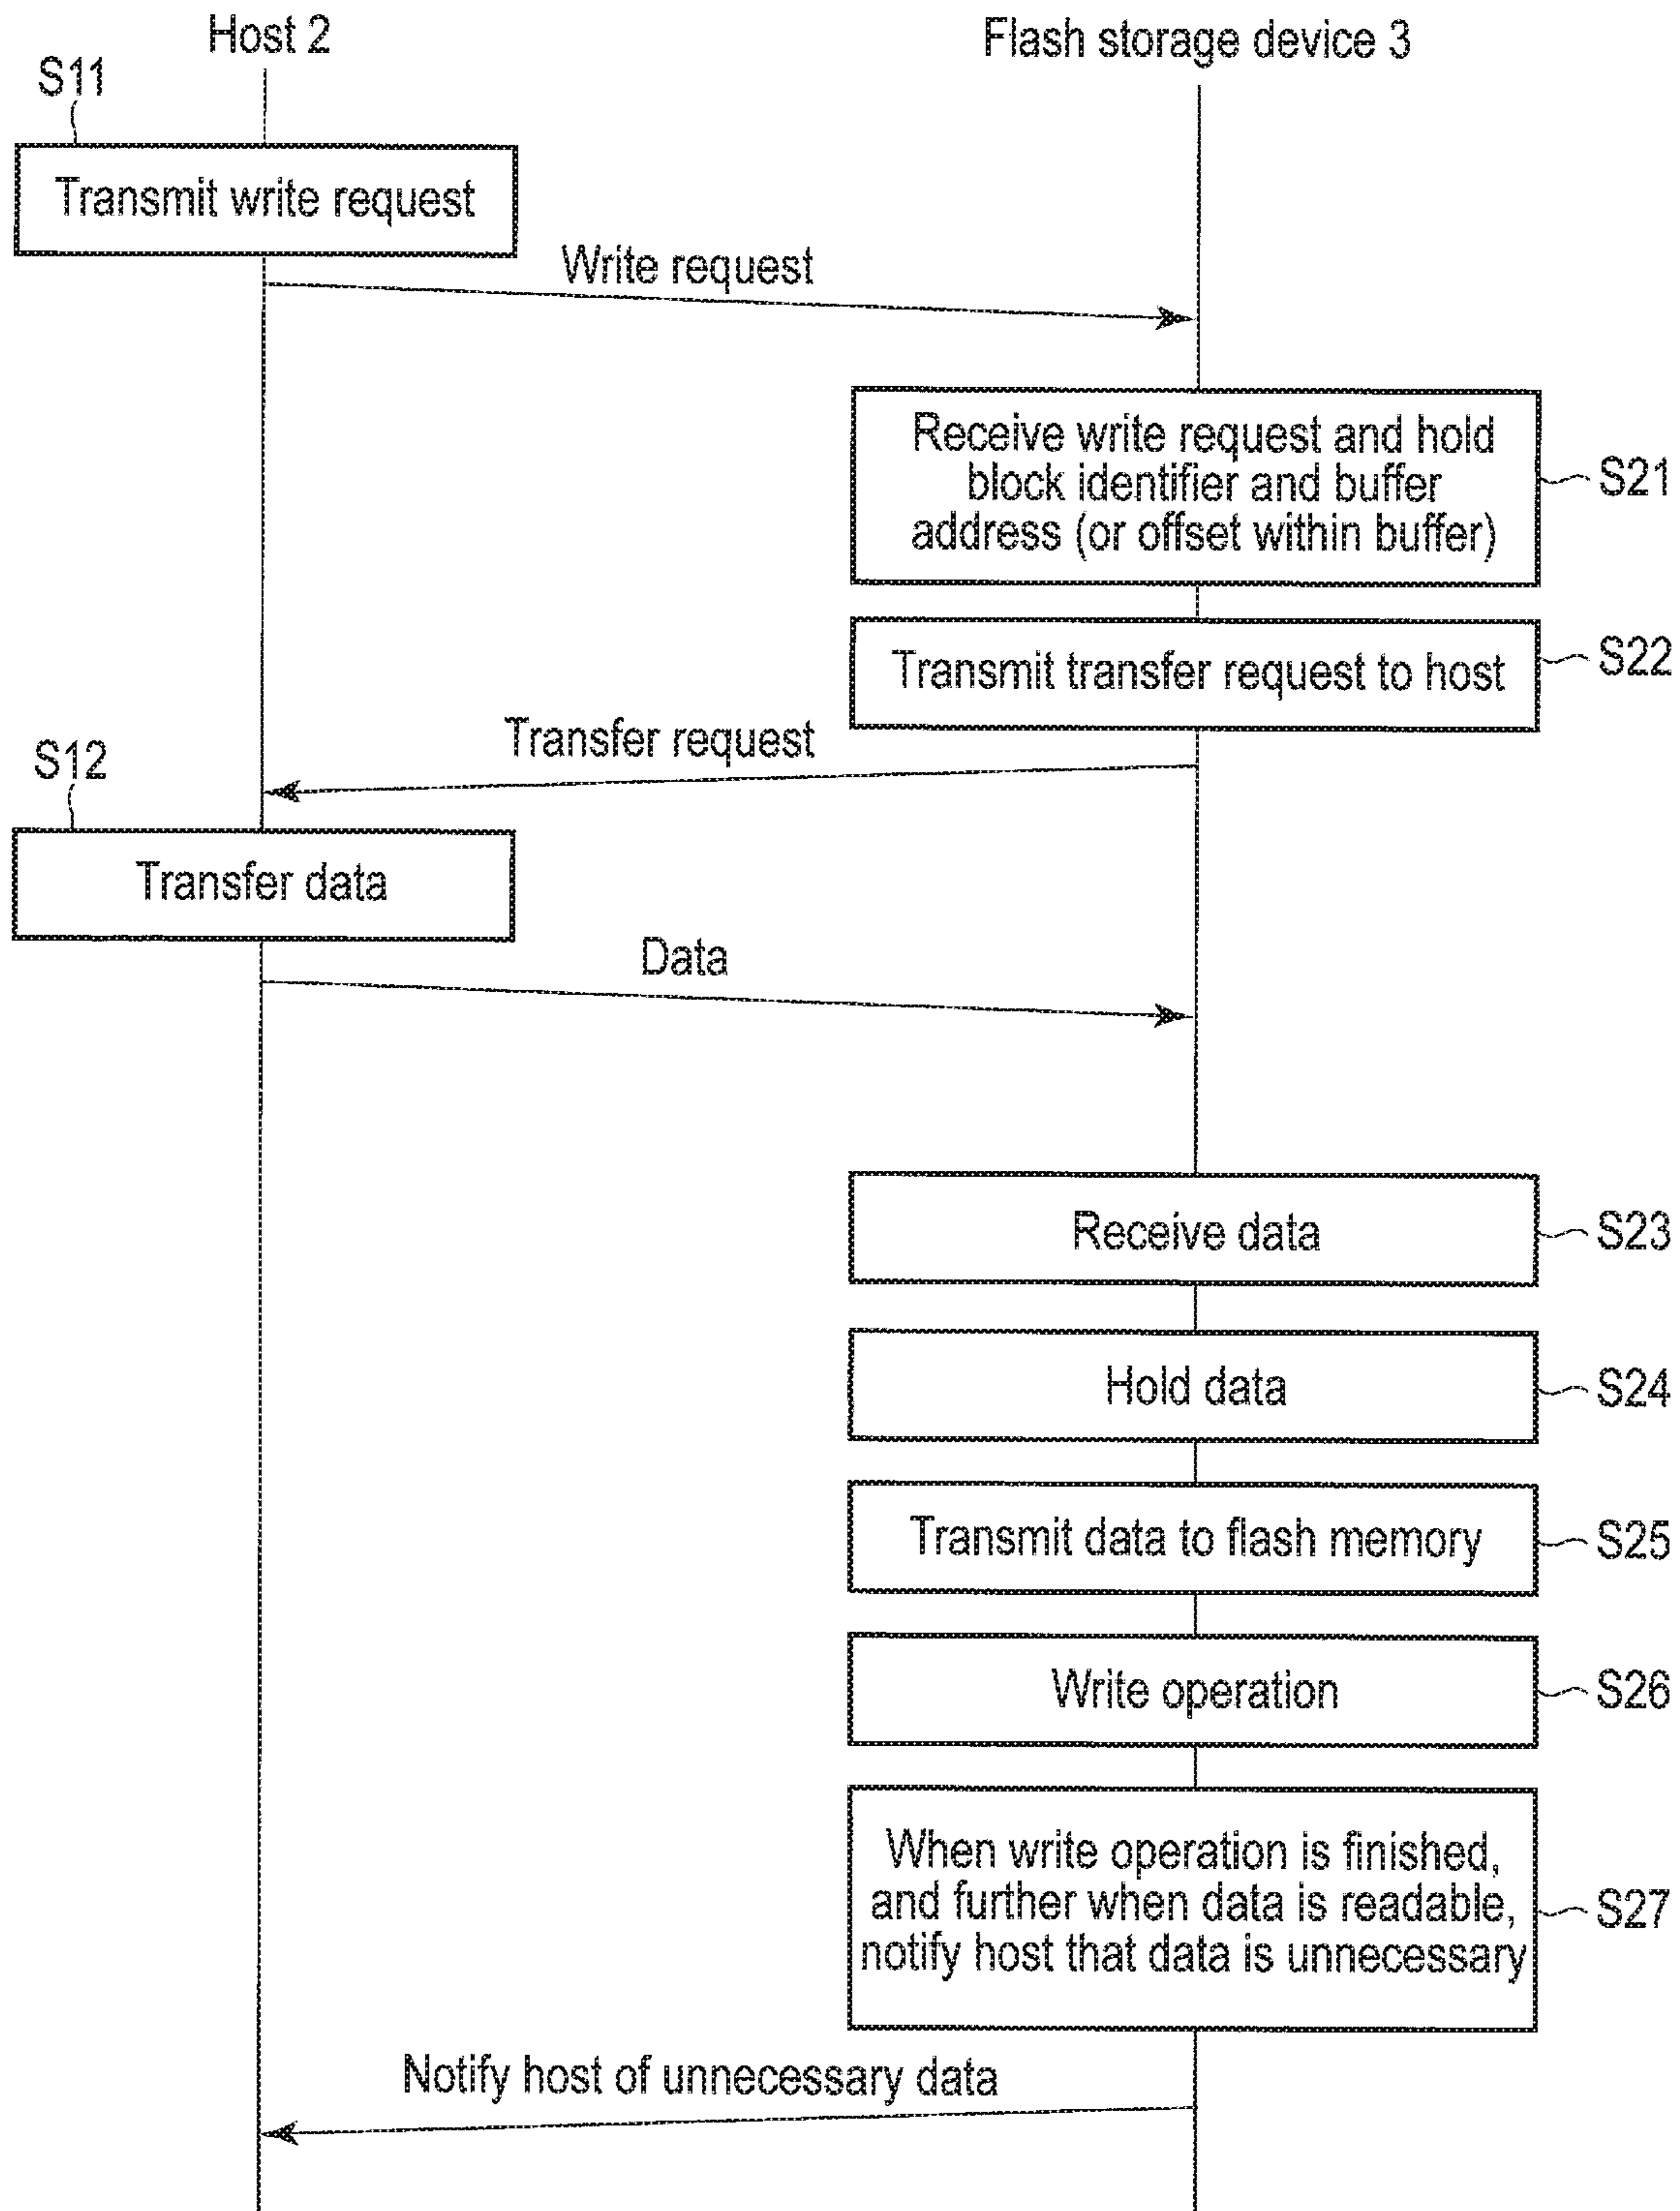 Host 2
Flash storage device 3
S11
Transmit write request
Write request
Receive write request and hold
block identifier and buffer
address (or offset within buffer)
S21
Transmit transfer request to host
S22
Transfer request
S12
Transfer data
Data
Receive data
S23
Hold data
S24
Transmit data to flash memory
S25
Write operation
S26
When write operation is finished,
and further when data is readable,
notify host that data is unnecessary
S27
Notify host of unnecessary data